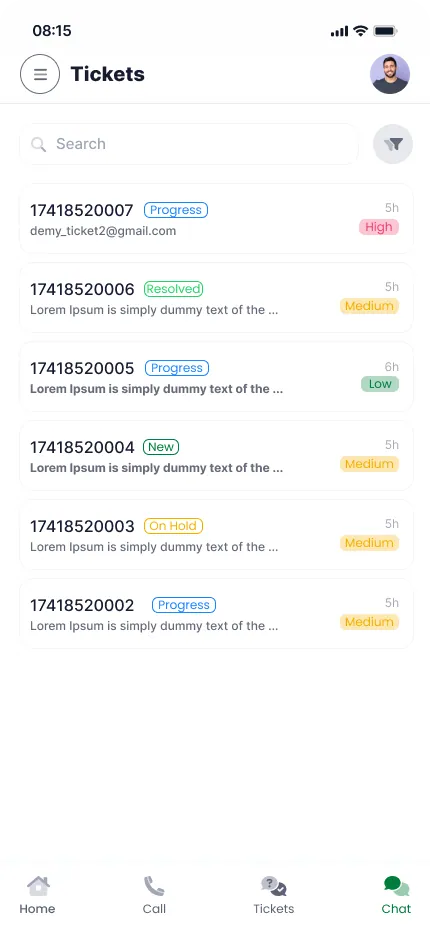 08:15
Tickets
Search
17418520007 Progress 5h
demy_ticket2@gmail.com High
17418520006 Resolved 5h
Lorem Ipsum is simply dummy text of the ... Medium
17418520005 Progress 6h
Lorem Ipsum is simply dummy text of the ... Low
17418520004 New 5h
Lorem Ipsum is simply dummy text of the ... Medium
17418520003 On Hold 5h
Lorem Ipsum is simply dummy text of the ... Medium
17418520002 Progress 5h
Lorem Ipsum is simply dummy text of the ... Medium
Home Call Tickets Chat